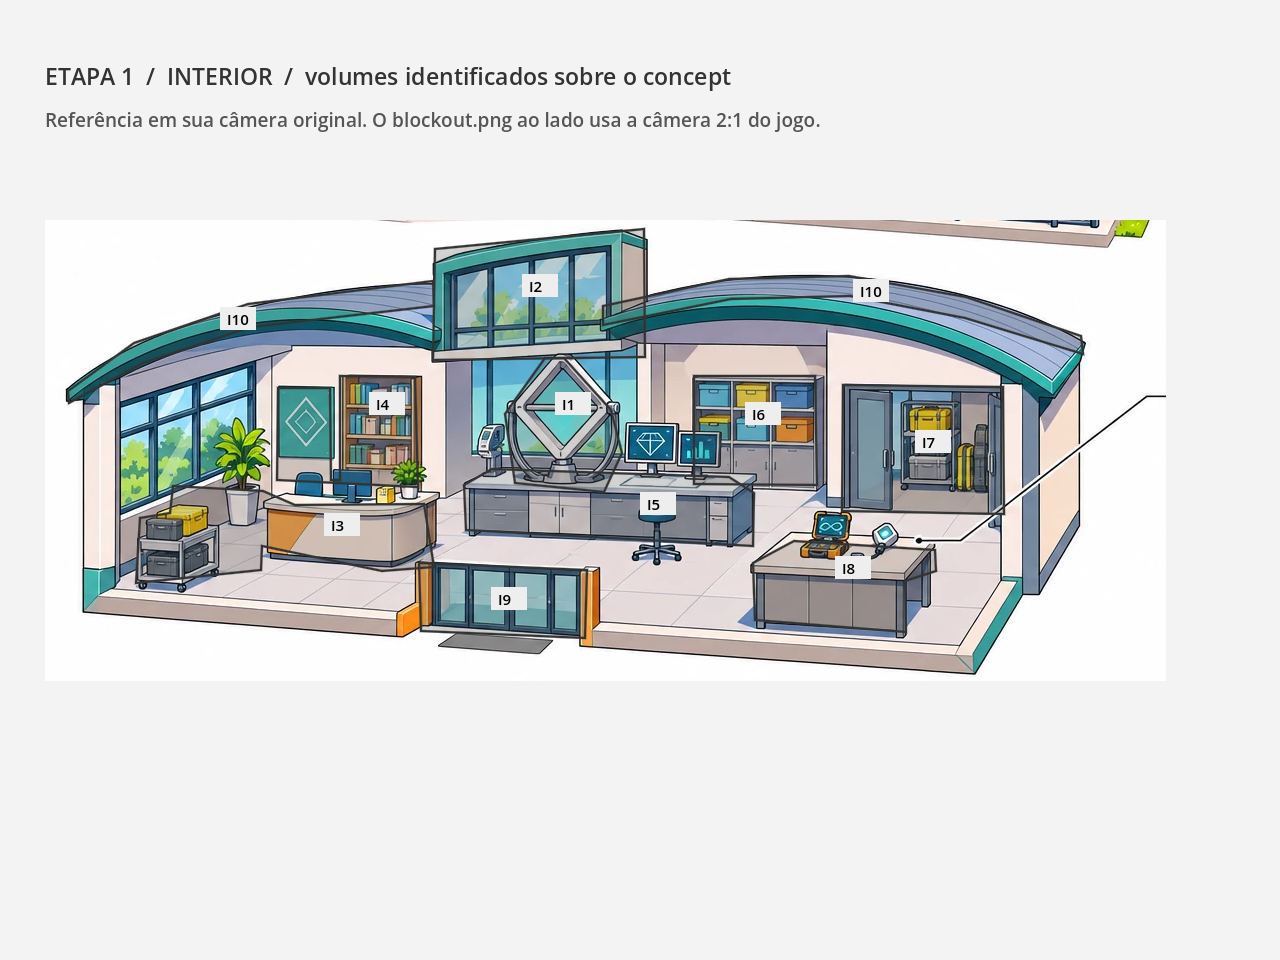 ETAPA 1 / INTERIOR / volumes identificados sobre o concept
Referência em sua câmera original. O blockout.png ao lado usa a câmera 2:1 do jogo.
I2
I10
I10
I4
I1
I6
I7
I5
I3
I8
I9